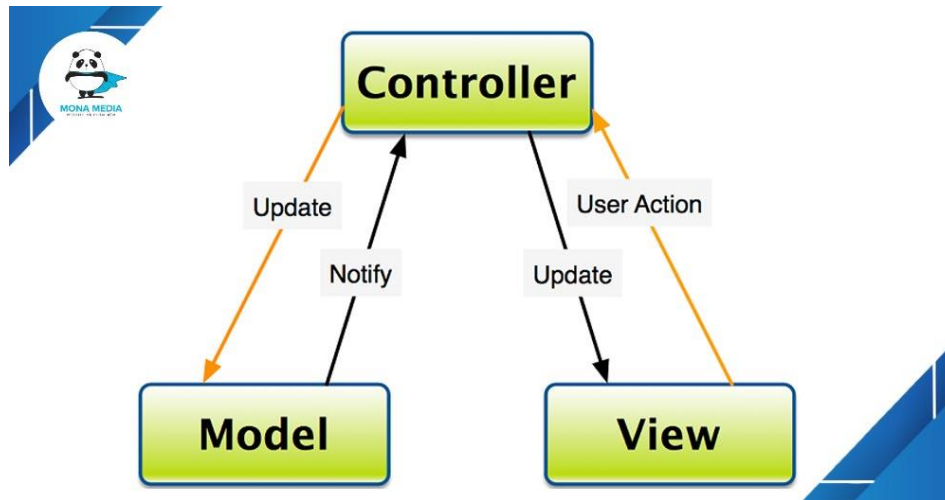 MONA MEDIA
Controller
Update
User Action
Notify
Update
Model
View